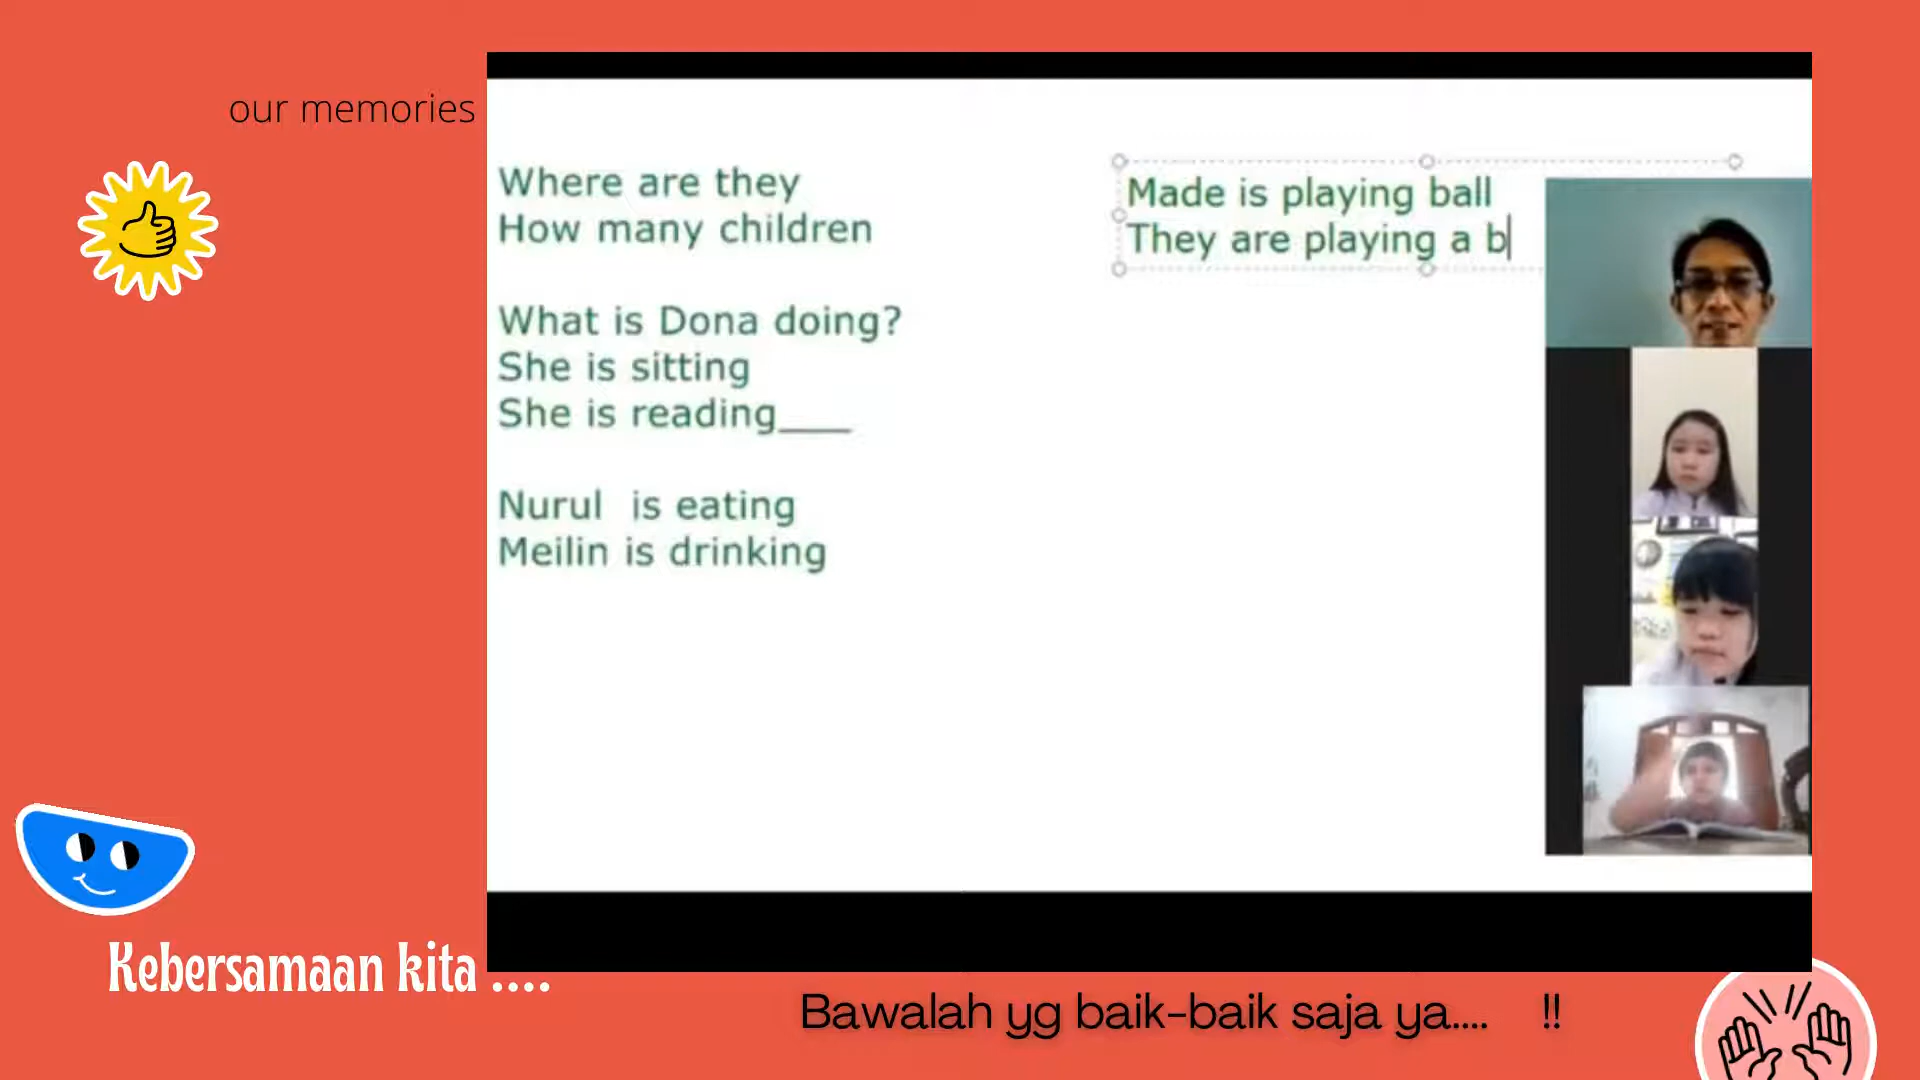 our memories
Where are they
How many children
What is Dona doing?
She is sitting
She is reading___
Nurul is eating
Meilin is drinking
Made is playing ball
They are playing a b
Kebersamaan kita ....
Bawalah yg baik-baik saja ya.... !!